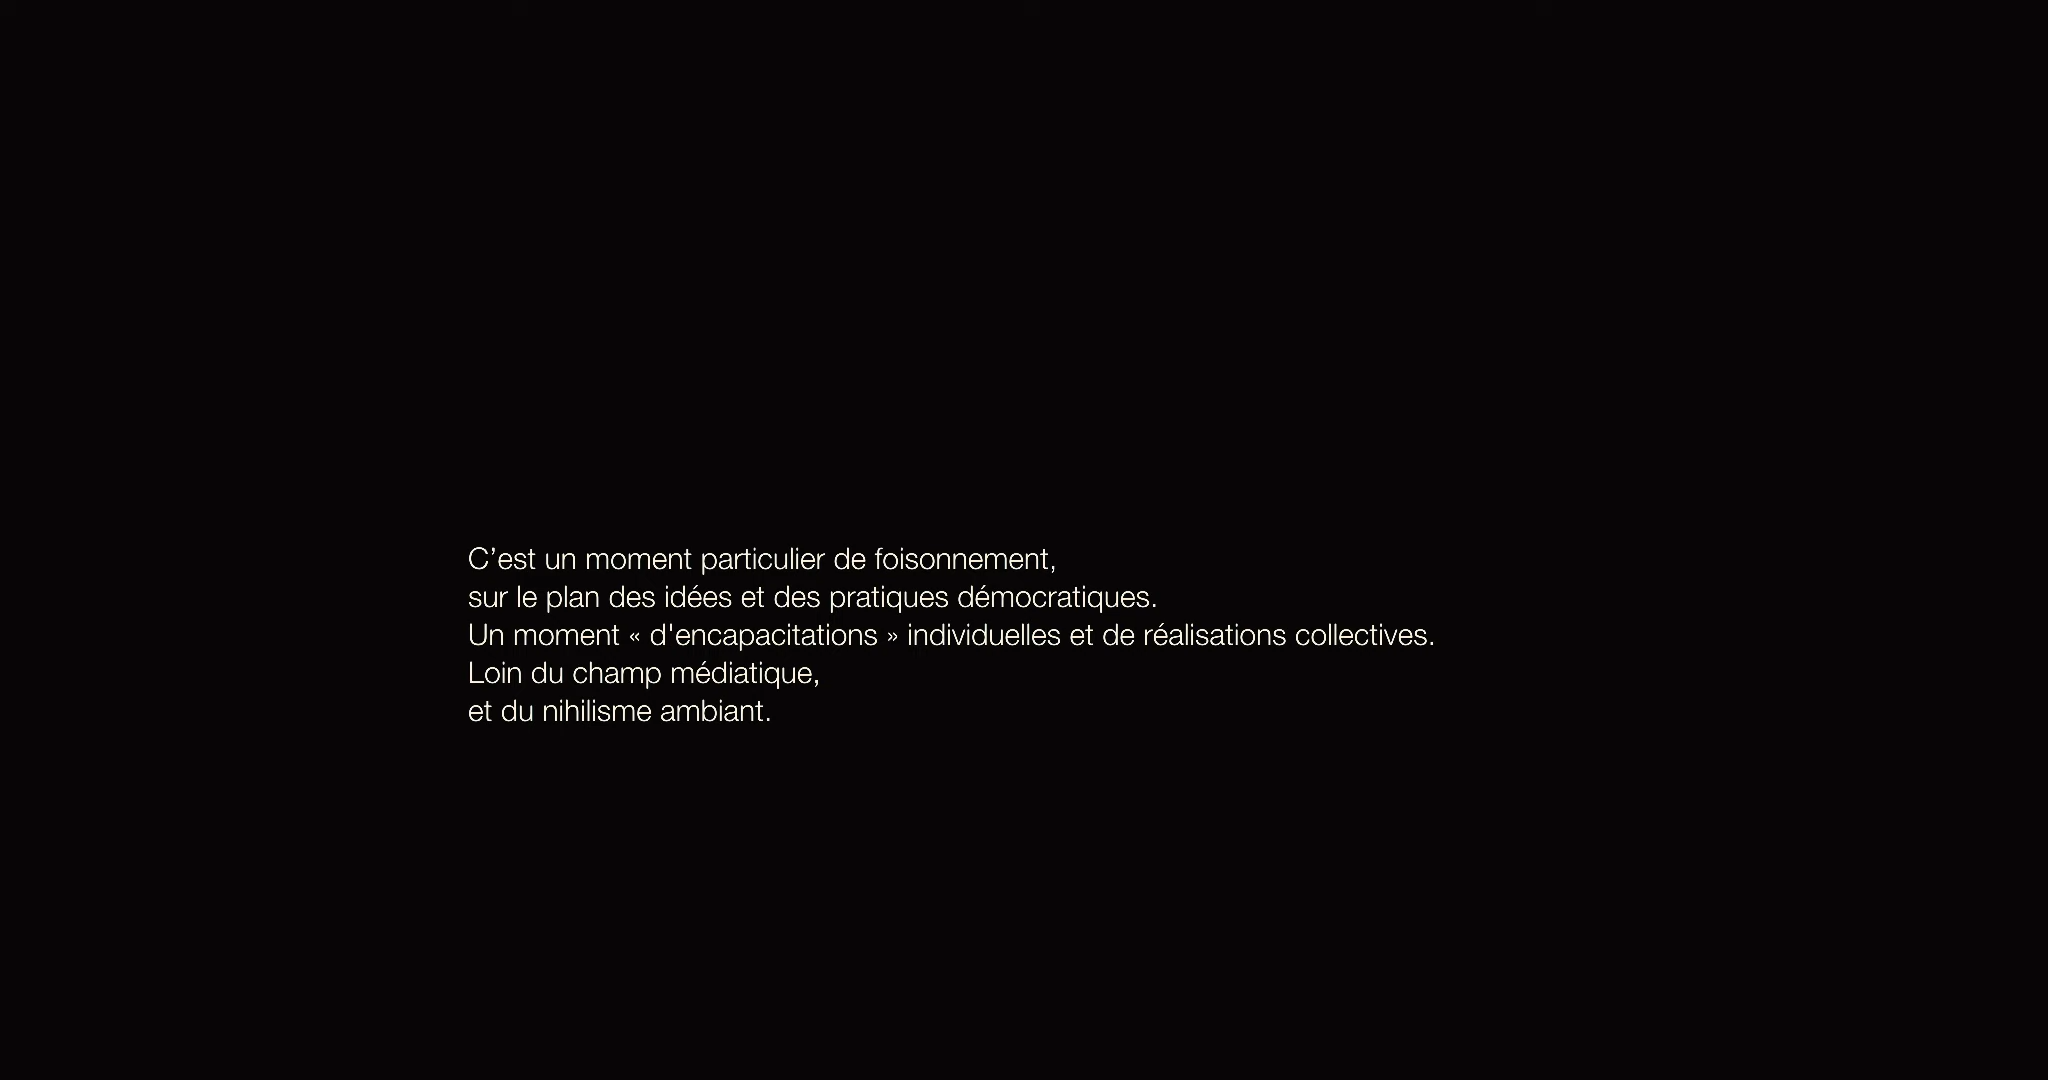 C’est un moment particulier de foisonnement,
sur le plan des idées et des pratiques démocratiques.
Un moment « d'encapacitations » individuelles et de réalisations collectives.
Loin du champ médiatique,
et du nihilisme ambiant.